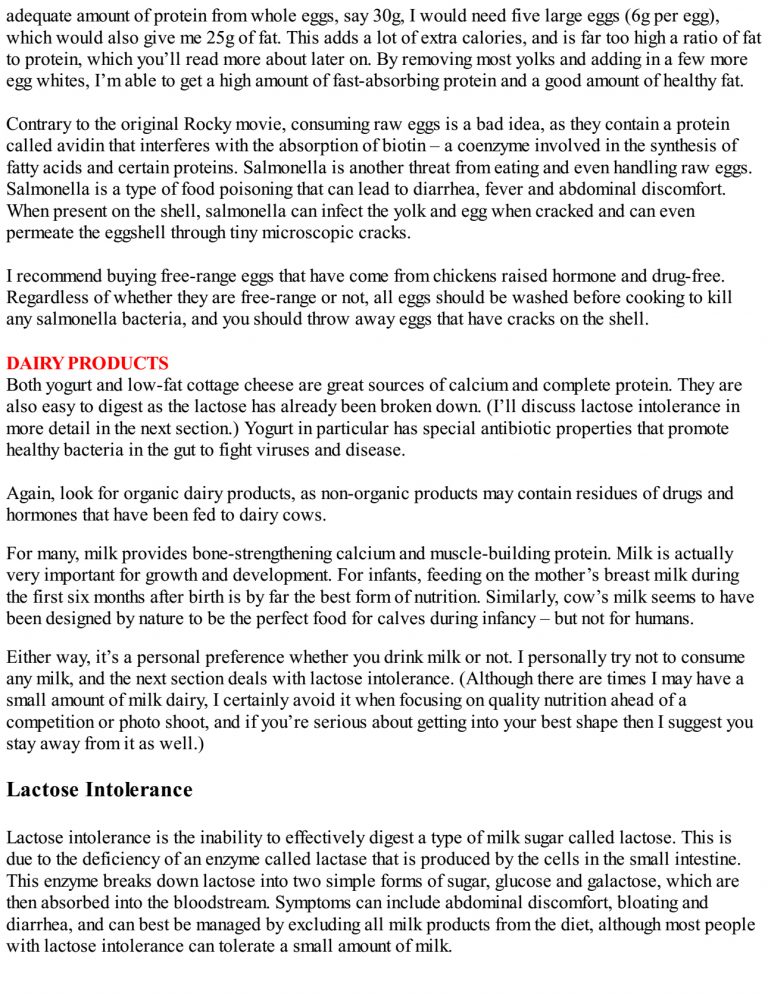 adequate amount of protein from whole eggs, say 30g, I would need five large eggs (6g per egg),
which would also give me 25g of fat. This adds a lot of extra calories, and is far too high a ratio of fat
to protein, which you’ll read more about later on. By removing most yolks and adding in a few more
egg whites, I’m able to get a high amount of fast-absorbing protein and a good amount of healthy fat.
Contrary to the original Rocky movie, consuming raw eggs is a bad idea, as they contain a protein
called avidin that interferes with the absorption of biotin – a coenzyme involved in the synthesis of
fatty acids and certain proteins. Salmonella is another threat from eating and even handling raw eggs.
Salmonella is a type of food poisoning that can lead to diarrhea, fever and abdominal discomfort.
When present on the shell, salmonella can infect the yolk and egg when cracked and can even
permeate the eggshell through tiny microscopic cracks.
I recommend buying free-range eggs that have come from chickens raised hormone and drug-free.
Regardless of whether they are free-range or not, all eggs should be washed before cooking to kill
any salmonella bacteria, and you should throw away eggs that have cracks on the shell.
DAIRY PRODUCTS
Both yogurt and low-fat cottage cheese are great sources of calcium and complete protein. They are
also easy to digest as the lactose has already been broken down. (I’ll discuss lactose intolerance in
more detail in the next section.) Yogurt in particular has special antibiotic properties that promote
healthy bacteria in the gut to fight viruses and disease.
Again, look for organic dairy products, as non-organic products may contain residues of drugs and
hormones that have been fed to dairy cows.
For many, milk provides bone-strengthening calcium and muscle-building protein. Milk is actually
very important for growth and development. For infants, feeding on the mother’s breast milk during
the first six months after birth is by far the best form of nutrition. Similarly, cow’s milk seems to have
been designed by nature to be the perfect food for calves during infancy – but not for humans.
Either way, it’s a personal preference whether you drink milk or not. I personally try not to consume
any milk, and the next section deals with lactose intolerance. (Although there are times I may have a
small amount of milk dairy, I certainly avoid it when focusing on quality nutrition ahead of a
competition or photo shoot, and if you’re serious about getting into your best shape then I suggest you
stay away from it as well.)
Lactose Intolerance
Lactose intolerance is the inability to effectively digest a type of milk sugar called lactose. This is
due to the deficiency of an enzyme called lactase that is produced by the cells in the small intestine.
This enzyme breaks down lactose into two simple forms of sugar, glucose and galactose, which are
then absorbed into the bloodstream. Symptoms can include abdominal discomfort, bloating and
diarrhea, and can best be managed by excluding all milk products from the diet, although most people
with lactose intolerance can tolerate a small amount of milk.